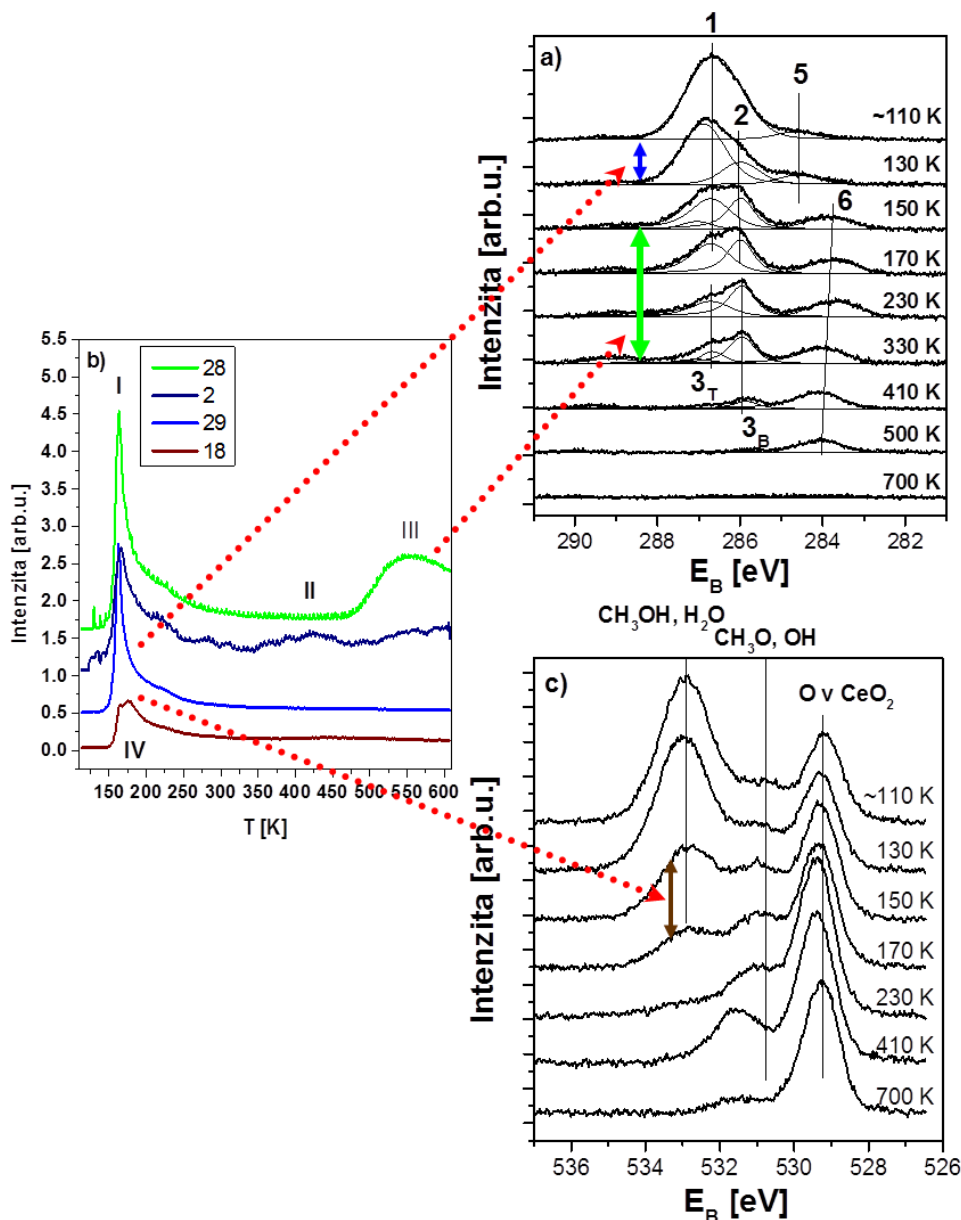 a)
1
5
2
~110 K
130 K
6
150 K
170 K
230 K
330 K
3T
410 K
3B
500 K
700 K
Intenzita [arb.u.]
290 288 286 284 282
EB [eV]
b)
I
28
2
29
18
III
II
IV
5.5
5.0
4.5
4.0
3.5
3.0
2.5
2.0
1.5
1.0
0.5
0.0
Intenzita [arb.u.]
150 200 250 300 350 400 450 500 550 600
T [K]
CH3OH, H2O
CH3O, OH
c)
O v CeO2
~110 K
130 K
150 K
170 K
230 K
410 K
700 K
Intenzita [arb.u.]
536 534 532 530 528 526
EB [eV]